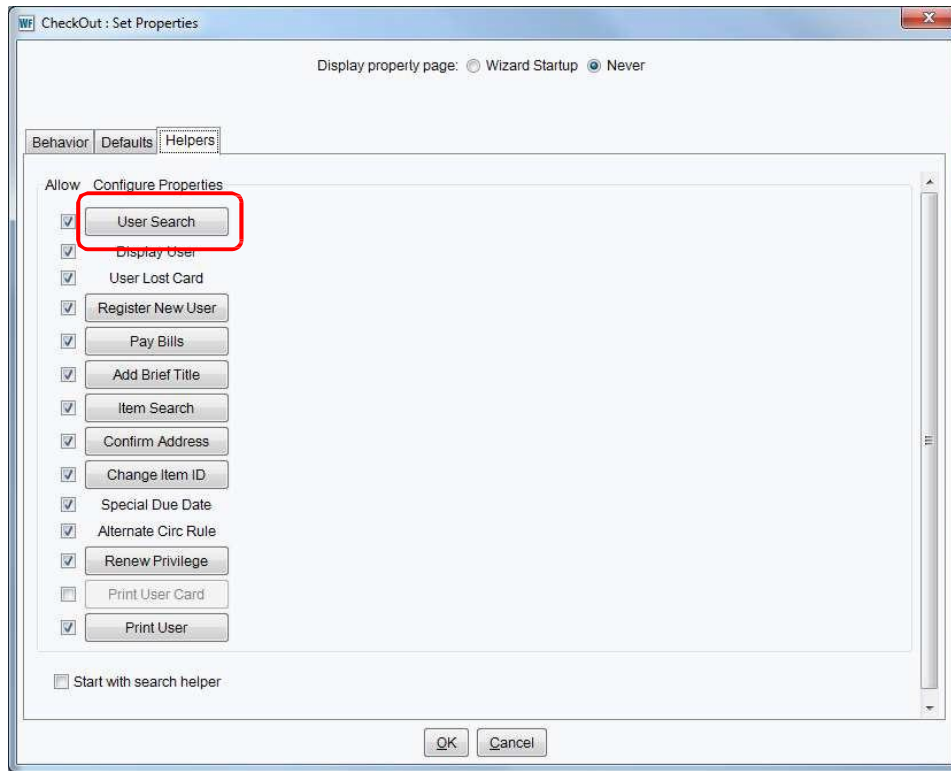 WF CheckOut : Set Properties
Display property page: Wizard Startup Never
Behavior Defaults Helpers
Allow Configure Properties
User Search
Display User
User Lost Card
Register New User
Pay Bills
Add Brief Title
Item Search
Confirm Address
Change Item ID
Special Due Date
Alternate Circ Rule
Renew Privilege
Print User Card
Print User
Start with search helper
OK Cancel